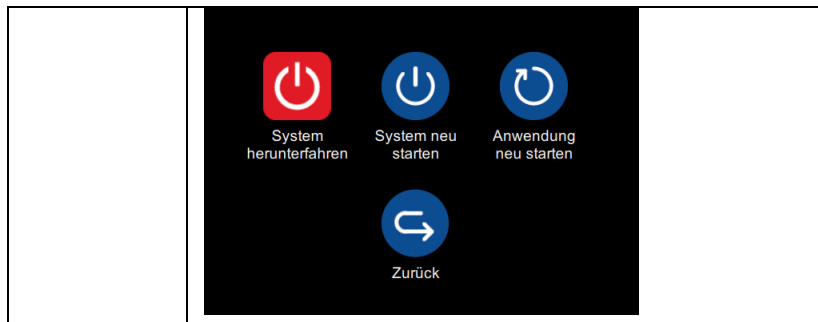 System
herunterfahren
System neu
starten
Anwendung
neu starten
Zurück